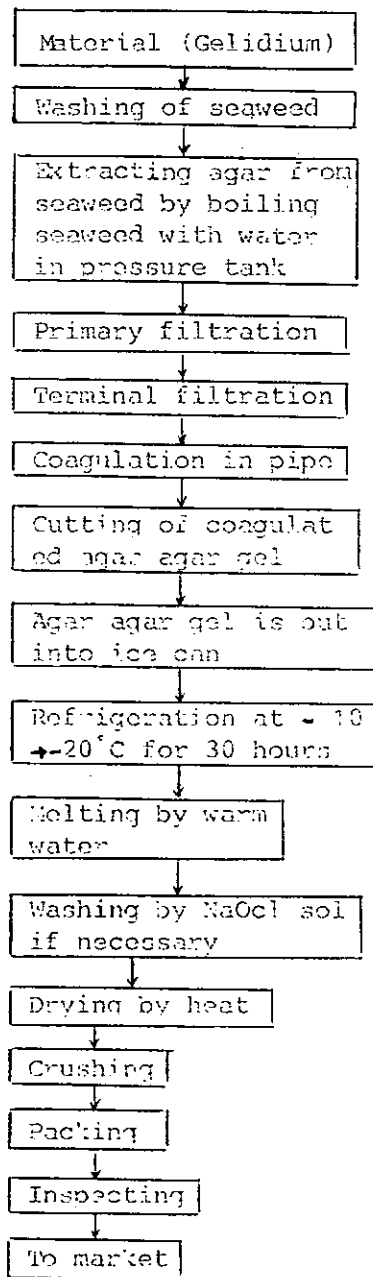 Material (Gelidium)
Washing of seaweed
Extracting agar from
seaweed by boiling
seaweed with water
in pressure tank
Primary filtration
Terminal filtration
Coagulation in pipe
Cutting of coagulat
ed agar agar gel
Agar agar gel is put
into ice can
Refrigeration at - 10
→-20°C for 30 hours
Melting by warm
water
Washing by NaOcl sol
if necessary
Drying by heat
Crushing
Packing
Inspecting
To market